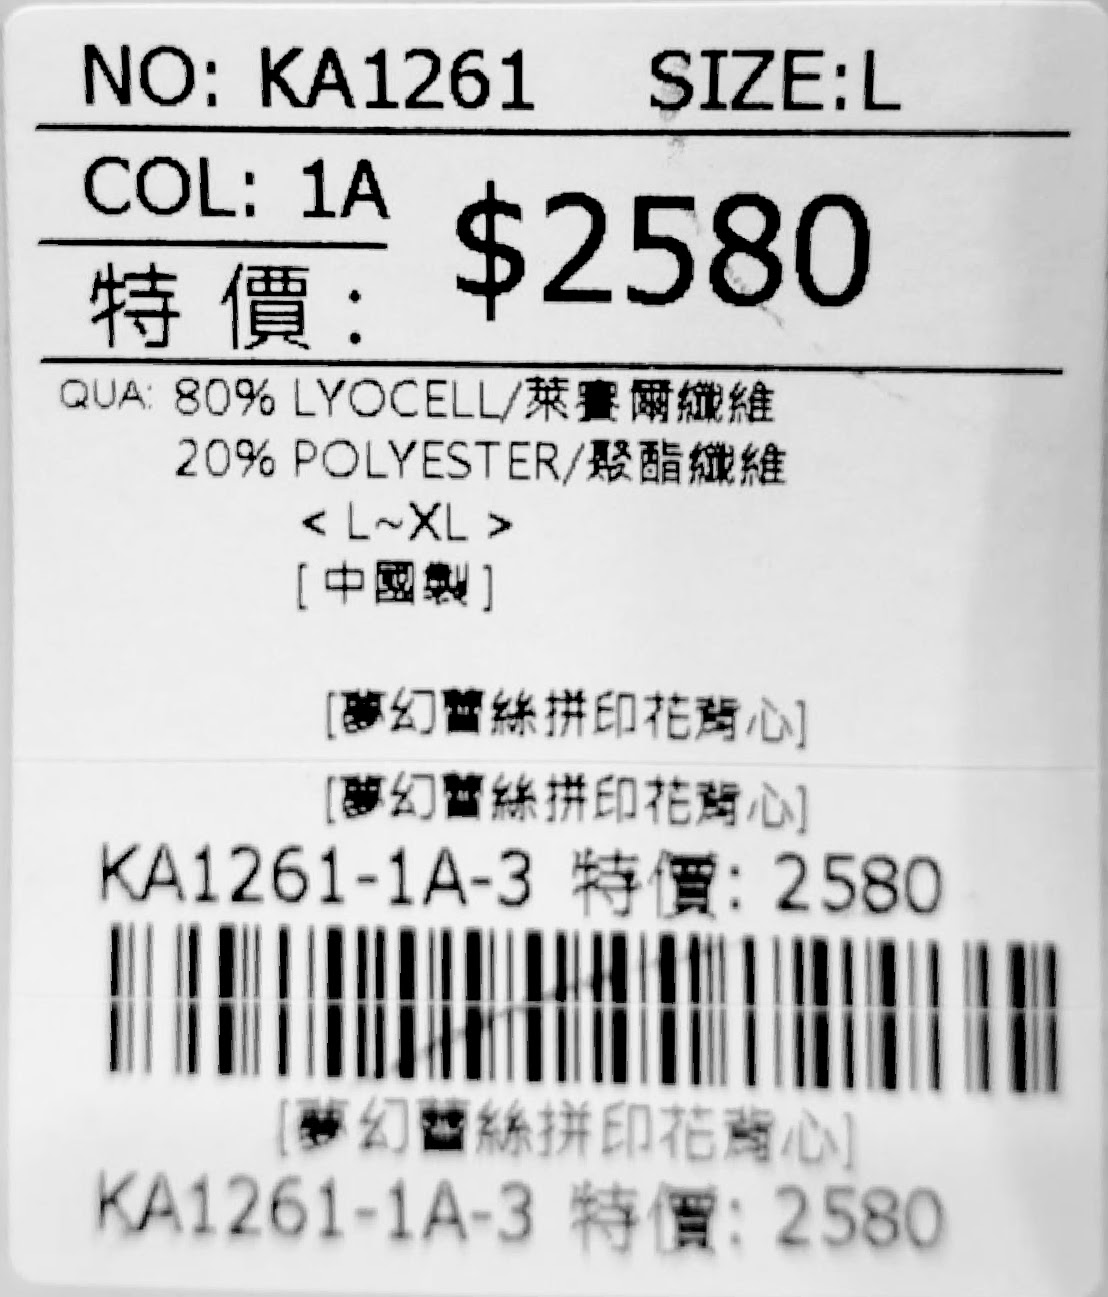 NO: KA1261 SIZE:L
COL: 1A
$2580
特價:
QUA: 80% LYOCELL/萊賽爾纖維
20% POLYESTER/聚酯纖維
< L~XL >
[中國製]
[夢幻蕾絲拼印花背心]
[夢幻蕾絲拼印花背心]
KA1261-1A-3 特價: 2580
[夢幻蕾絲拼印花背心]
KA1261-1A-3 特價: 2580